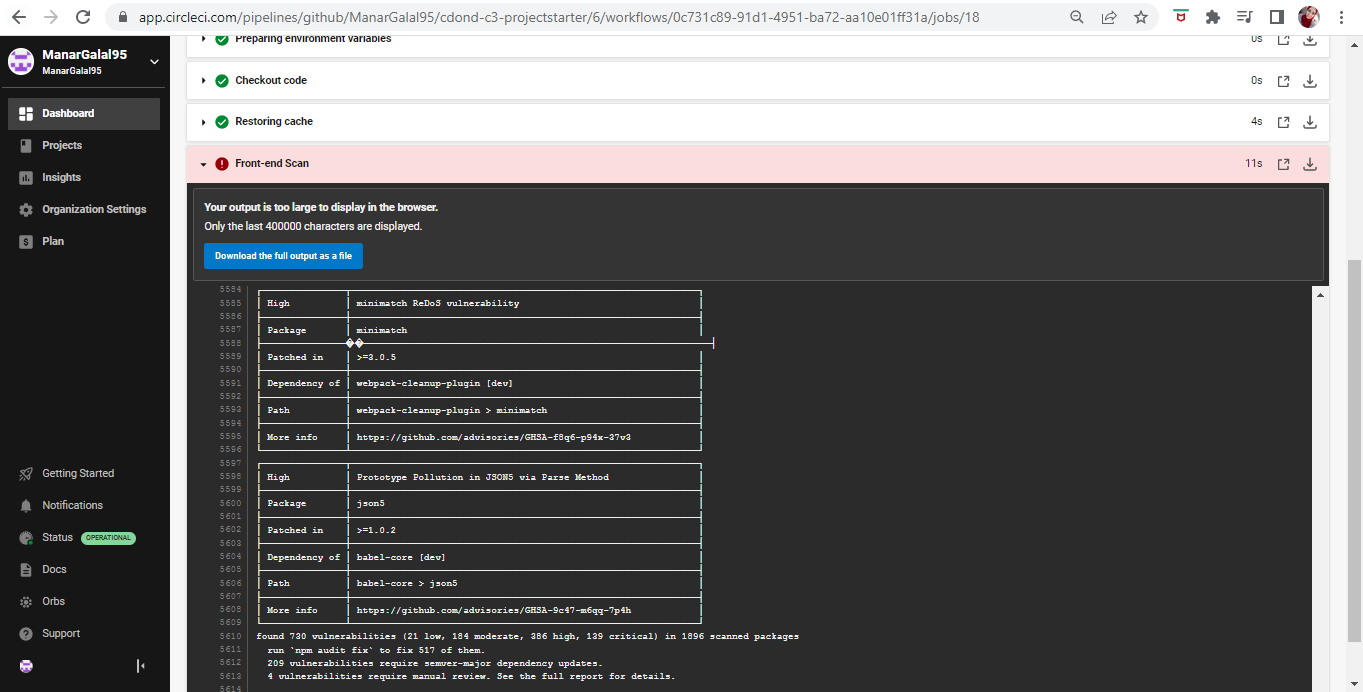 app.circleci.com/pipelines/github/ManarGalal95/cdond-c3-projectstarter/6/workflows/0c731c89-91d1-4951-ba72-aa10e01ff31a/jobs/18
ManarGalal95
ManarGalal95
Dashboard
Projects
Insights
Organization Settings
Plan
Getting Started
Notifications
Status OPERATIONAL
Docs
Orbs
Support
Preparing environment variables 0s
Checkout code 0s
Restoring cache 4s
Front-end Scan 11s
Your output is too large to display in the browser.
Only the last 400000 characters are displayed.
Download the full output as a file
5584
5585 High minimatch ReDoS vulnerability
5586
5587 Package minimatch
5588 ��
5589 Patched in >=3.0.5
5590
5591 Dependency of webpack-cleanup-plugin [dev]
5592
5593 Path webpack-cleanup-plugin > minimatch
5594
5595 More info https://github.com/advisories/GHSA-f8q6-p94x-37v3
5596
5597
5598 High Prototype Pollution in JSON5 via Parse Method
5599
5600 Package json5
5601
5602 Patched in >=1.0.2
5603
5604 Dependency of babel-core [dev]
5605
5606 Path babel-core > json5
5607
5608 More info https://github.com/advisories/GHSA-9c47-m6qq-7p4h
5609
5610 found 730 vulnerabilities (21 low, 184 moderate, 386 high, 139 critical) in 1896 scanned packages
5611 run `npm audit fix` to fix 517 of them.
5612 209 vulnerabilities require semver-major dependency updates.
5613 4 vulnerabilities require manual review. See the full report for details.
5614